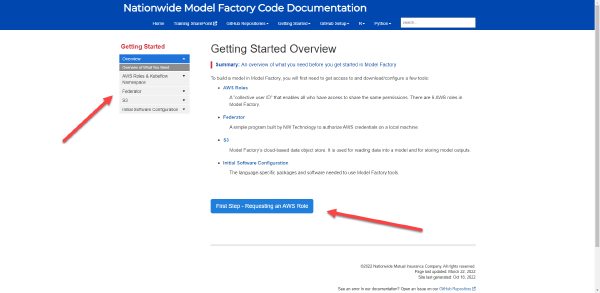 Nationwide Model Factory Code Documentation
Home
Training SharePoint
GitHub Repositories
Getting Started
GitHub Setup
R
Python
Search...
Getting Started
Overview
Overview of What You Need
AWS Roles & Kubeflow
Namespace
Federator
S3
Initial Software Configuration
Getting Started Overview
Summary: An overview of what you need before you get started in Model Factory
To build a model in Model Factory, you will first need to get access to and download/configure a few tools:
AWS Roles
A "collective user ID" that enables all who have access to share the same permissions. There are 6 AWS roles in
Model Factory.
Federator
A simple program built by NW Technology to authorize AWS credentials on a local machine.
S3
Model Factory's cloud-based data object store. It is used for reading data into a model and for storing model outputs.
Initial Software Configuration
The language-specific packages and software needed to use Model Factory tools.
First Step - Requesting an AWS Role
©2022 Nationwide Mutual Insurance Company. All rights reserved.
Page last updated: March 22, 2022
Site last generated: Oct 18, 2022
See an error in our documentation? Open an issue on our GitHub Repository